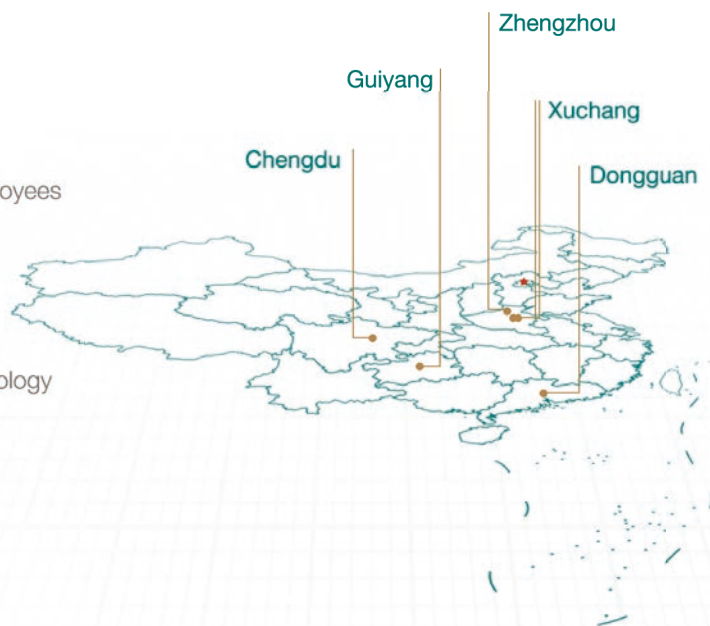 Zhengzhou
Guiyang
Xuchang
Chengdu
Dongguan
oyees
ology